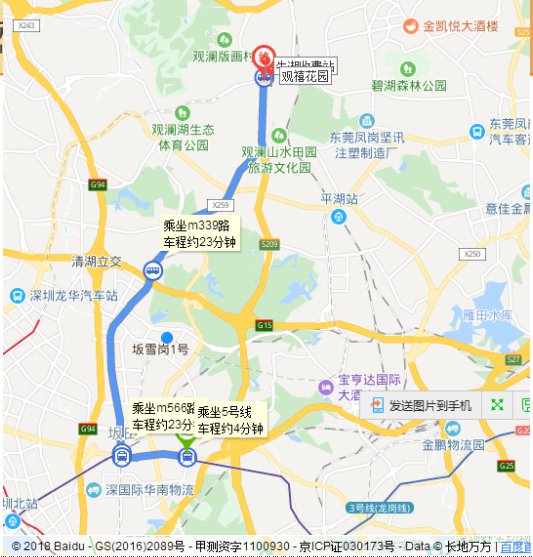 X243
金凯悦大酒楼
观澜版画村
终
牛湖收费站
观禧花园
碧湖森林公园
观澜湖生态
体育公园
东莞凤岗坚讯
注塑制造厂
东莞凤
汽车客运
观澜山水田园
旅游文化园
G94
平湖站
意佳金属
X259
乘坐m339路
车程约23分钟
S209
X250
清湖立交
深圳龙华汽车站
G15
雁田水库
坂雪岗1号
S27
宝亨达国际
大酒
发送图片到手机
乘坐m566路
车程约23分
乘坐5号线
车程约4分钟
G94
坂田
金鹏物流园
G25
深国际华南物流
圳北站
3号线(龙岗线)
© 2018 Baidu - GS(2016)2089号 - 甲测资字1100930 - 京ICP证030173号 - Data © 长地万方 | 百度首